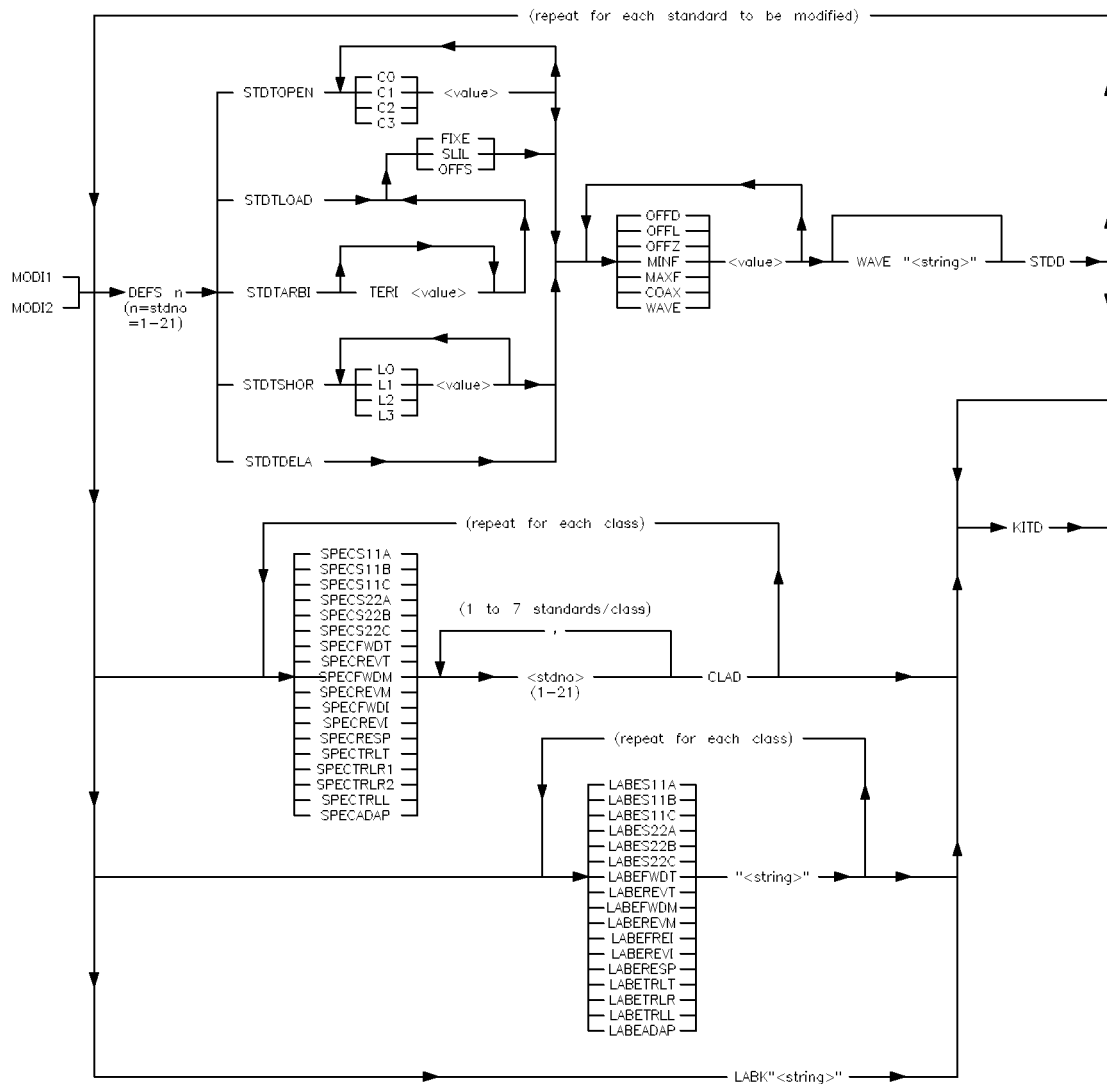 (repeat for each standard to be modified)
C0
STDTOPEN C1 <value>
C2
C3
FIXE
SLIL
OFFS
STDTLOAD
OFFD
OFFL
OFFZ
MINF <value> WAVE "<string>" STDD
MAXF
COAX
WAVE
MODI1
MODI2
DEFS n
(n=stdno
=1-21)
STDTARBI TERI <value>
L0
STDTSHOR L1 <value>
L2
L3
STDTDELA
(repeat for each class)
SPECS11A
SPECS11B
SPECS11C
SPECS22A
SPECS22B
SPECS22C
SPECFWDT
SPECREVT
SPECFWDM
SPECREVM
SPECFWDI
SPECREVI
SPECRESP
SPECTRLT
SPECTRLR1
SPECTRLR2
SPECTRLL
SPECADAP
(1 to 7 standards/class)
,
<stdno> CLAD
(1-21)
KITD
(repeat for each class)
LABES11A
LABES11B
LABES11C
LABES22A
LABES22B
LABES22C
LABEFWDT "<string>"
LABEREVT
LABEFWDM
LABEREVM
LABEFREI
LABEREVI
LABERESP
LABETRLT
LABETRLR
LABETRLL
LABEADAP
LABK"<string>"